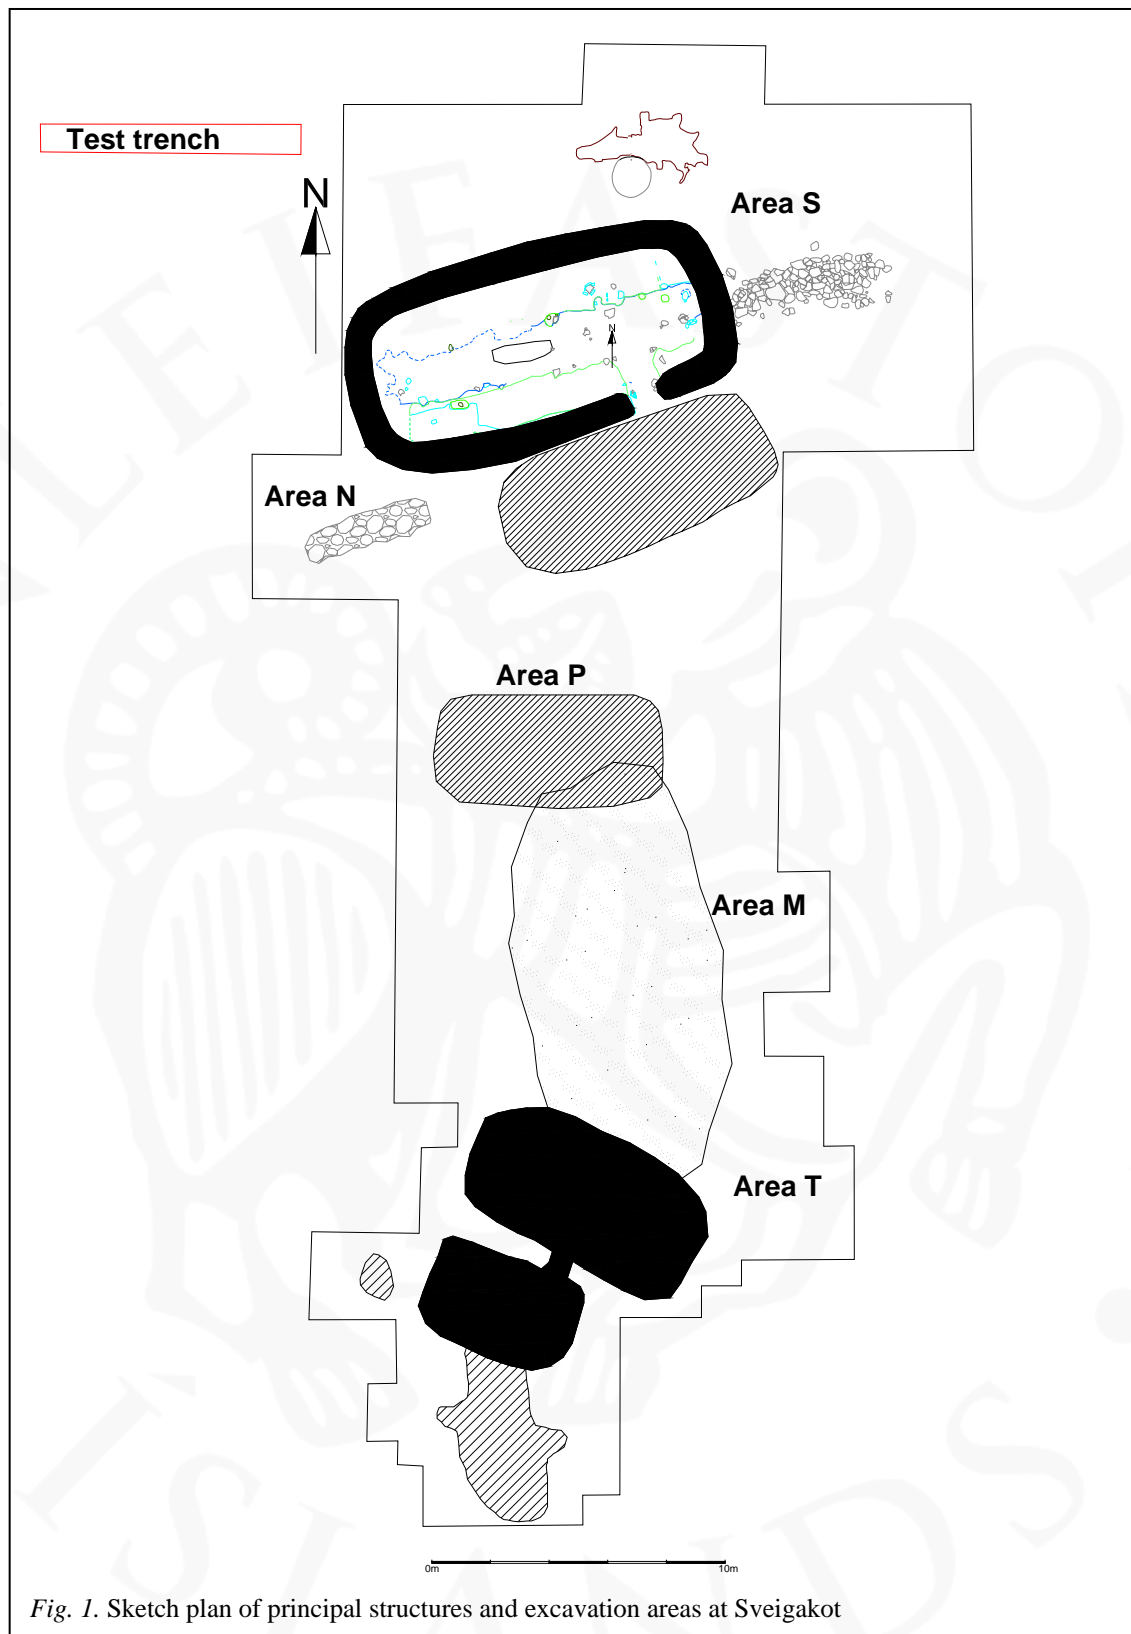 Test trench
N
Area S
N
Area N
Area P
Area M
Area T
0m 10m
Fig. 1. Sketch plan of principal structures and excavation areas at Sveigakot